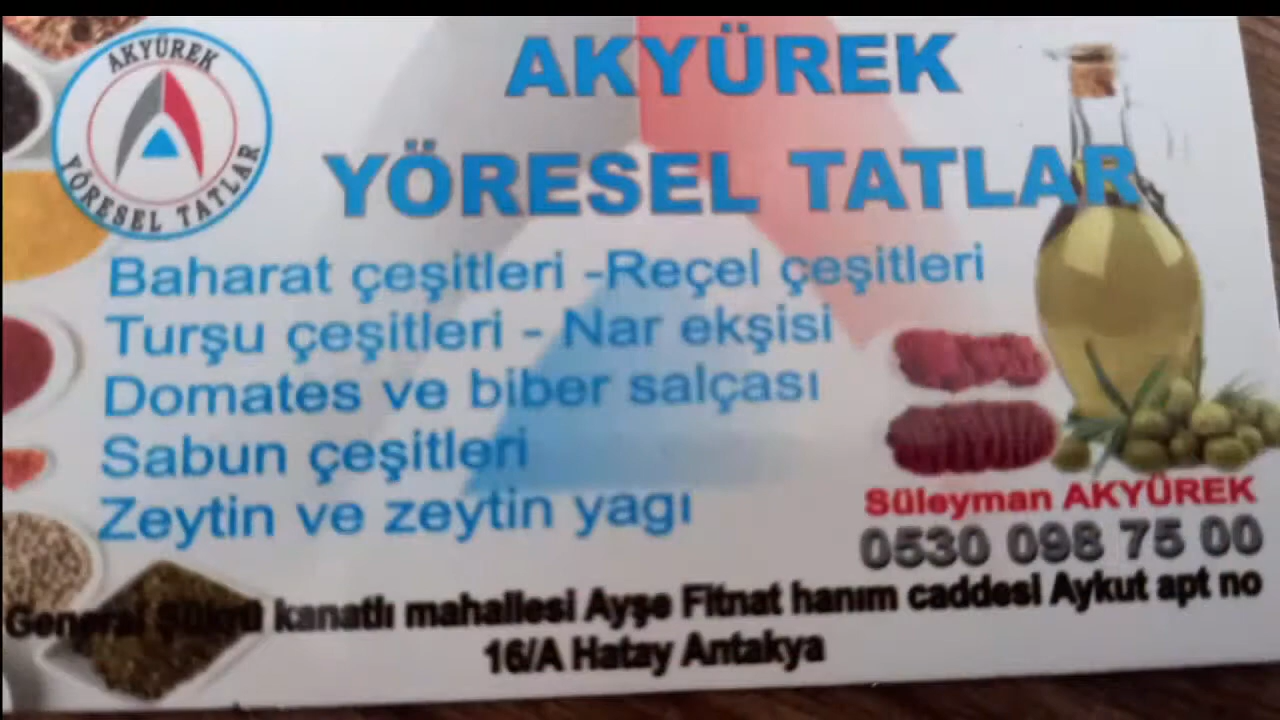 AKYÜREK
YÖRESEL TATLAR
AKYÜREK
YÖRESEL TATLAR
Baharat çeşitleri -Reçel çeşitleri
Turşu çeşitleri - Nar ekşisi
Domates ve biber salçası
Sabun çeşitleri
Zeytin ve zeytin yagı
Süleyman AKYÜREK
0530 098 75 00
General Şükrü kanatlı mahallesi Ayşe Fitnat hanım caddesi Aykut apt no
16/A Hatay Antakya